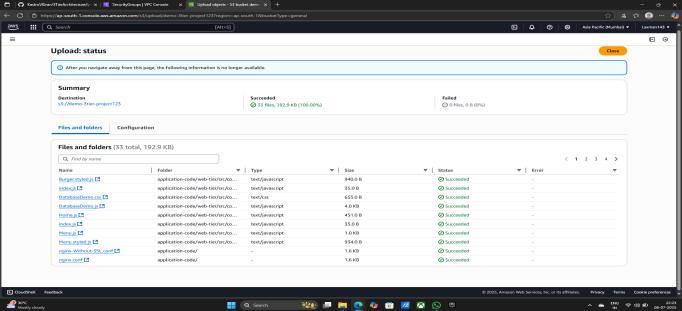 SecurityGroups | VPC Console
Upload objects - S3 bucket demo-
Search
[Alt+S]
Asia Pacific (Mumbai)
Upload: status
Close
After you navigate away from this page, the following information is no longer available.
Summary
Destination
s3://demo-3tier-project123
Succeeded
33 files, 192.9 KB (100.00%)
Failed
0 files, 0 B (0%)
Files and folders
Configuration
Files and folders (33 total, 192.9 KB)
Find by name
1 2 3 4
Name Folder Type Size Status Error
Burger.styled.js application-code/web-tier/src/co... text/javascript 940.0 B Succeeded -
index.js application-code/web-tier/src/co... text/javascript 35.0 B Succeeded -
DatabaseDemo.css application-code/web-tier/src/co... text/css 655.0 B Succeeded -
DatabaseDemo.js application-code/web-tier/src/co... text/javascript 4.0 KB Succeeded -
Home.js application-code/web-tier/src/co... text/javascript 451.0 B Succeeded -
index.js application-code/web-tier/src/co... text/javascript 35.0 B Succeeded -
Menu.js application-code/web-tier/src/co... text/javascript 1.0 KB Succeeded -
Menu.styled.js application-code/web-tier/src/co... text/javascript 934.0 B Succeeded -
nginx-Without-SSL.conf application-code/ - 1.6 KB Succeeded -
nginx.conf application-code/ - 1.6 KB Succeeded -
CloudShell Feedback
© 2025, Amazon Web Services, Inc. or its affiliates. Privacy Terms Cookie preferences
30°C
Mostly cloudy
Search
ENG
IN